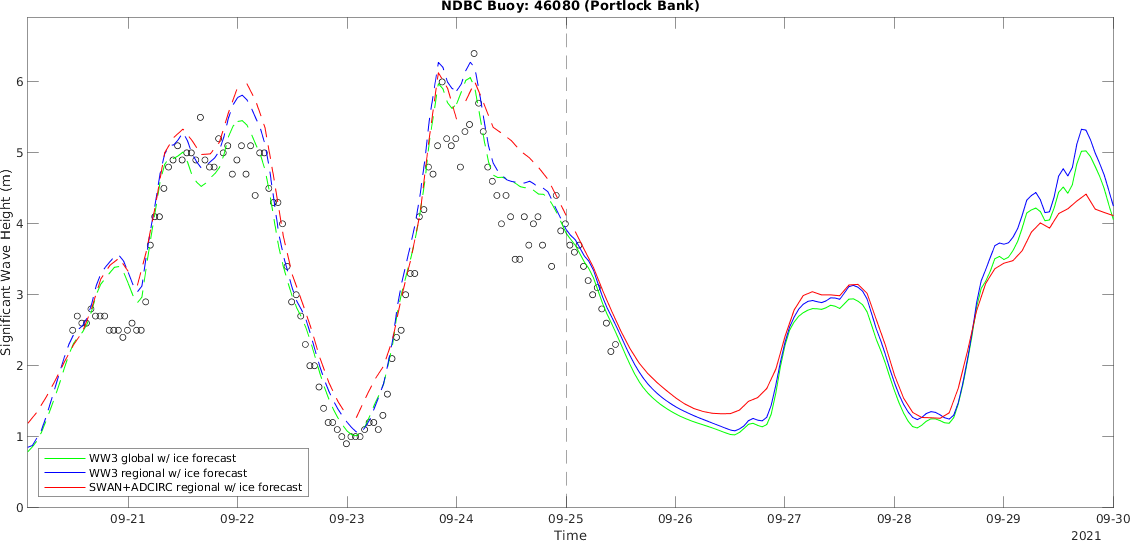 NDBC Buoy: 46080 (Portlock Bank)
Significant Wave Height (m)
6
5
4
3
2
1
0
WW3 global w/ ice forecast
WW3 regional w/ ice forecast
SWAN+ADCIRC regional w/ ice forecast
09-21 09-22 09-23 09-24 09-25 09-26 09-27 09-28 09-29 09-30
Time
2021